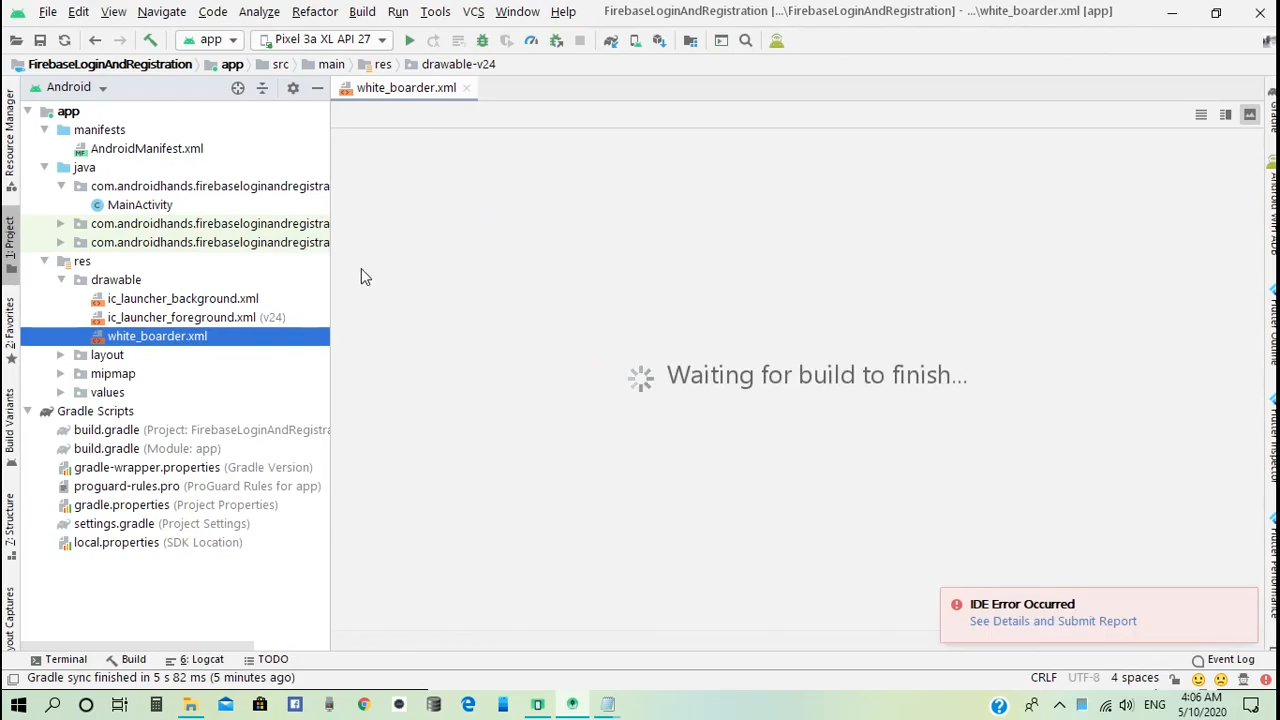 File Edit View Navigate Code Analyze Refactor Build Run Tools VCS Window Help FirebaseLoginAndRegistration [...\FirebaseLoginAndRegistration] - ...\white_boarder.xml [app]
app Pixel 3a XL API 27
FirebaseLoginAndRegistration app src main res drawable-v24
Android white_boarder.xml
app
manifests
AndroidManifest.xml
java
com.androidhands.firebaseloginandregistra
MainActivity
com.androidhands.firebaseloginandregistra
com.androidhands.firebaseloginandregistra
res
drawable
ic_launcher_background.xml
ic_launcher_foreground.xml (v24)
white_boarder.xml
layout
mipmap
values
Gradle Scripts
build.gradle (Project: FirebaseLoginAndRegistra
build.gradle (Module: app)
gradle-wrapper.properties (Gradle Version)
proguard-rules.pro (ProGuard Rules for app)
gradle.properties (Project Properties)
settings.gradle (Project Settings)
local.properties (SDK Location)
Resource Manager
1: Project
2: Favorites
Build Variants
7: Structure
yout Captures
Waiting for build to finish...
IDE Error Occurred
See Details and Submit Report
Terminal Build 6: Logcat TODO Event Log
Gradle sync finished in 5 s 82 ms (5 minutes ago) CRLF UTF-8 4 spaces
ENG 4:06 AM
5/10/2020